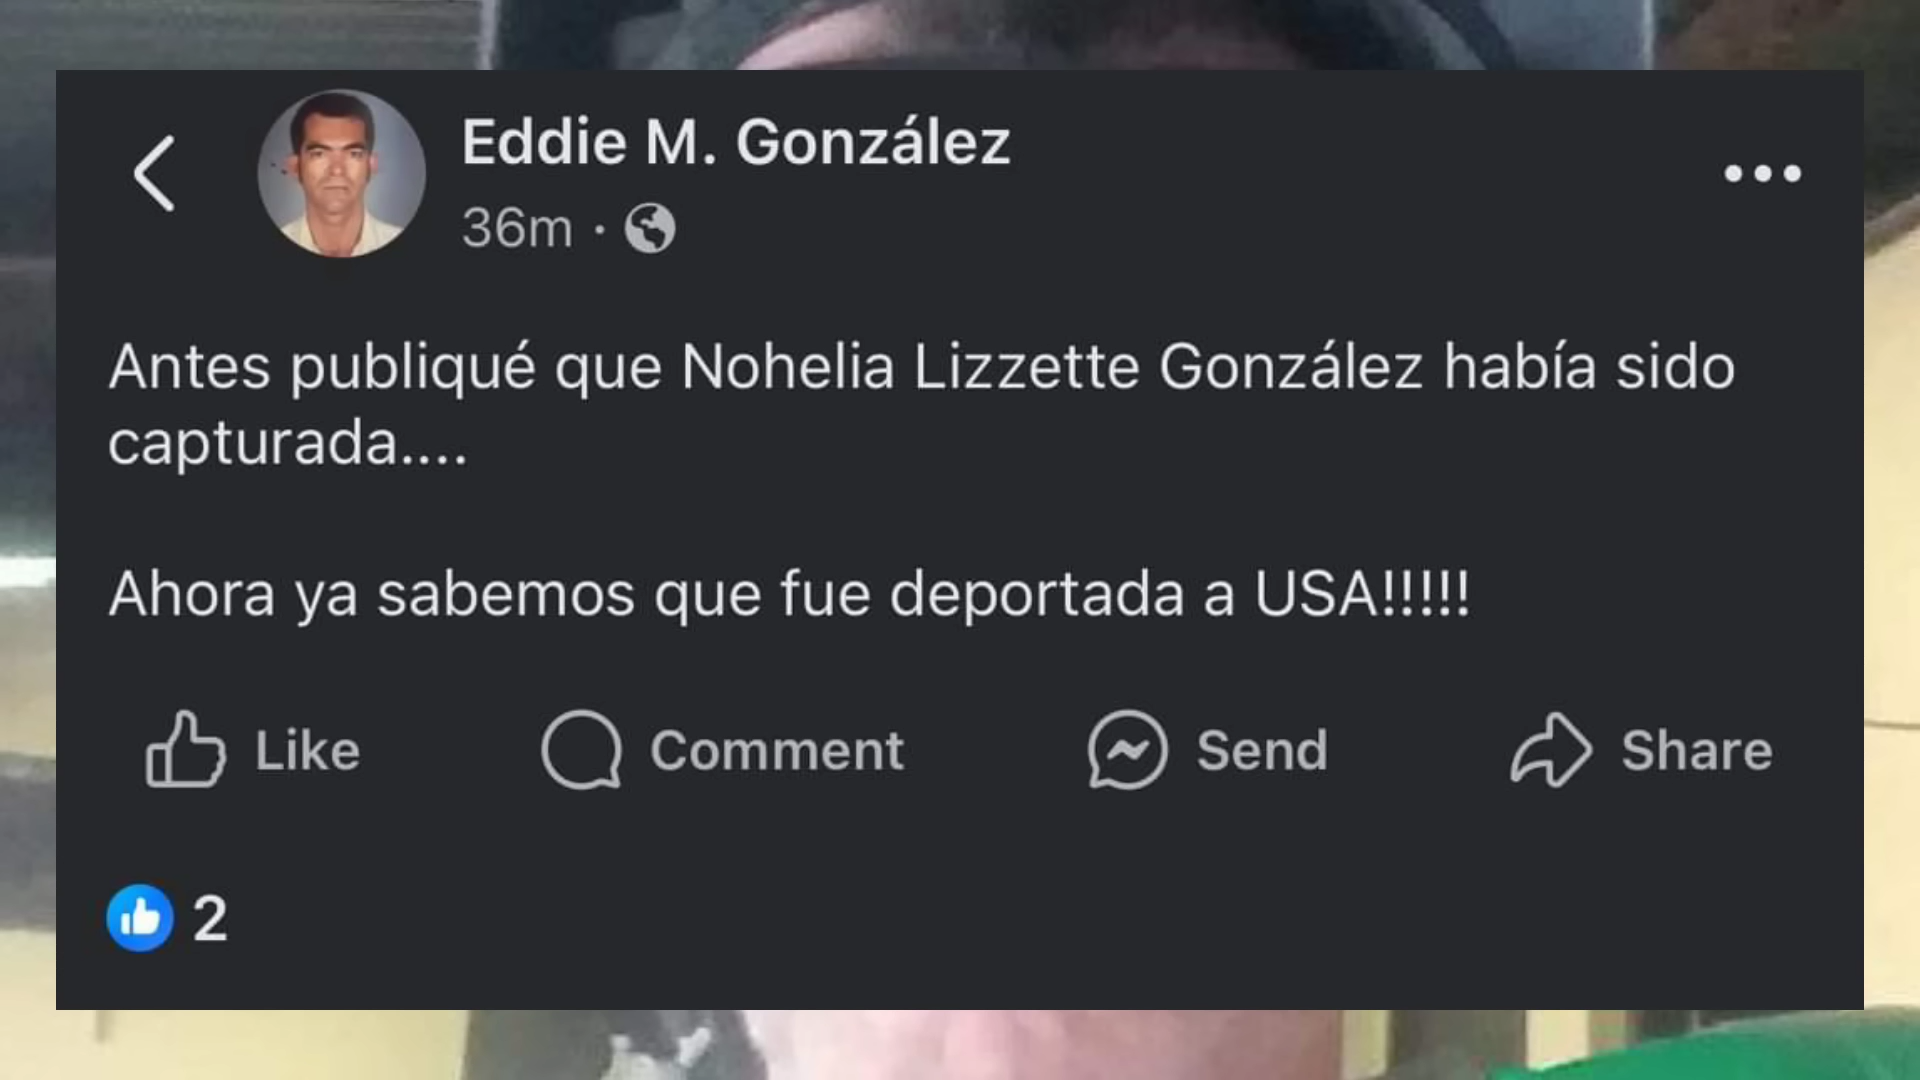 Eddie M. González
36m ·
Antes publiqué que Nohelia Lizzette González había sido
capturada....
Ahora ya sabemos que fue deportada a USA!!!!!
Like
Comment
Send
Share
2